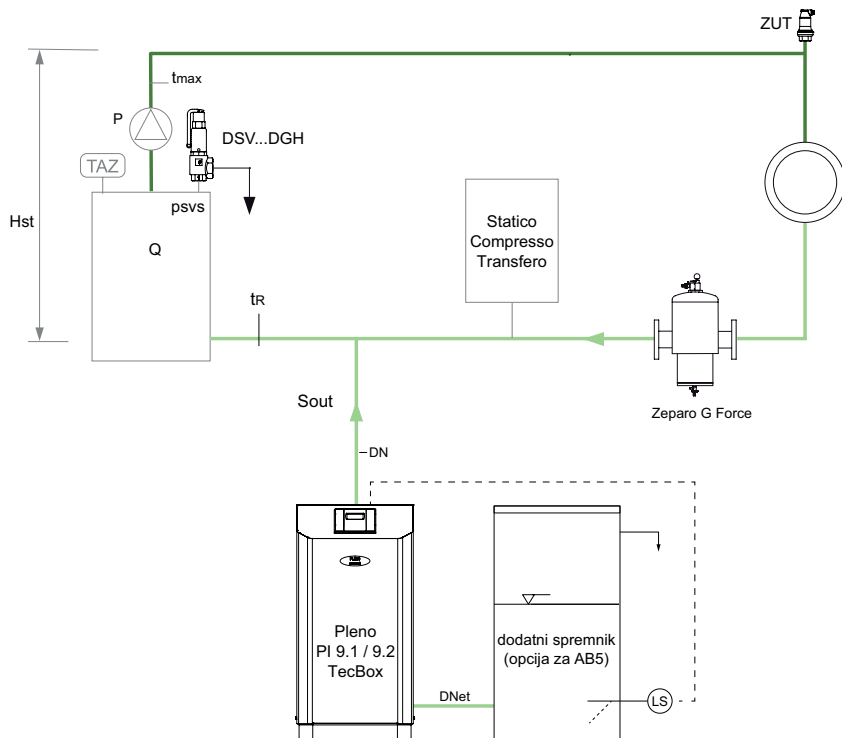 ZUT
tmax
P
DSV...DGH
TAZ
psvs
Hst
Q
Statico
Compresso
Transfero
tR
Zeparo G Force
Sout
DN
Pleno
PI 9.1 / 9.2
TecBox
dodatni spremnik
(opcija za AB5)
DNet
LS